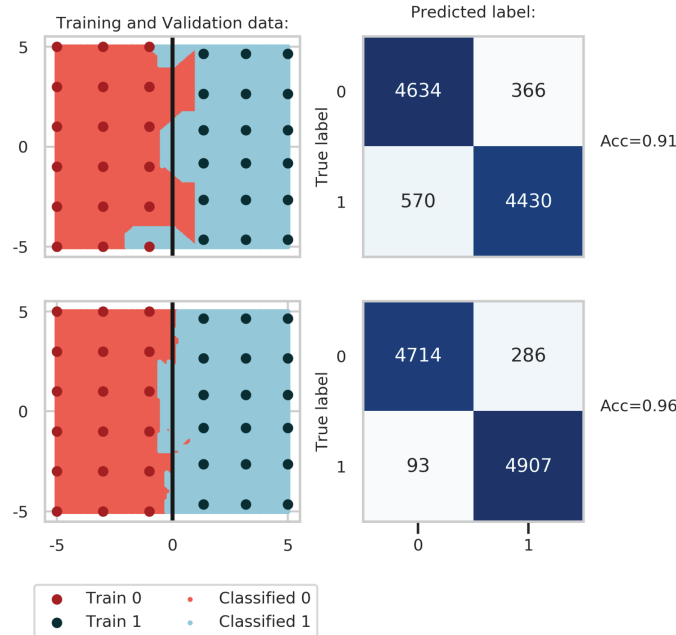 Training and Validation data:
Predicted label:
5
0
-5
True label
0
1
4634
366
570
4430
Acc=0.91
5
0
-5
-5
0
5
True label
0
1
4714
286
93
4907
0
1
Acc=0.96
Train 0
Classified 0
Train 1
Classified 1